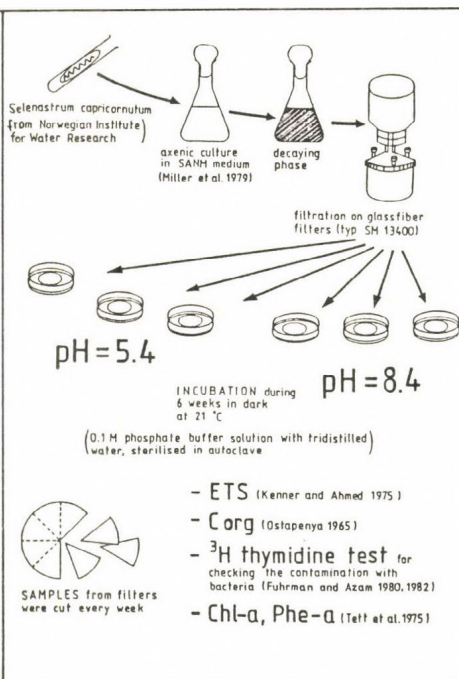 Selenastrum capricornutum
(from Norwegian Institute)
for Water Research
axenic culture
in SANM medium
(Miller et al. 1979)
decaying
phase
filtration on glassfiber
filters (typ SM 13400)
pH = 5.4
pH = 8.4
INCUBATION during
6 weeks in dark
at 21 °C
(0.1 M phosphate buffer solution with tridistilled
water, sterilised in autoclave)
SAMPLES from filters
were cut every week
- ETS (Kenner and Ahmed 1975)
- C org (Ostapenya 1965)
- ³H thymidine test for
checking the contamination with
bacteria (Fuhrman and Azam 1980, 1982)
- Chl-a, Phe-a (Tett et al. 1975)